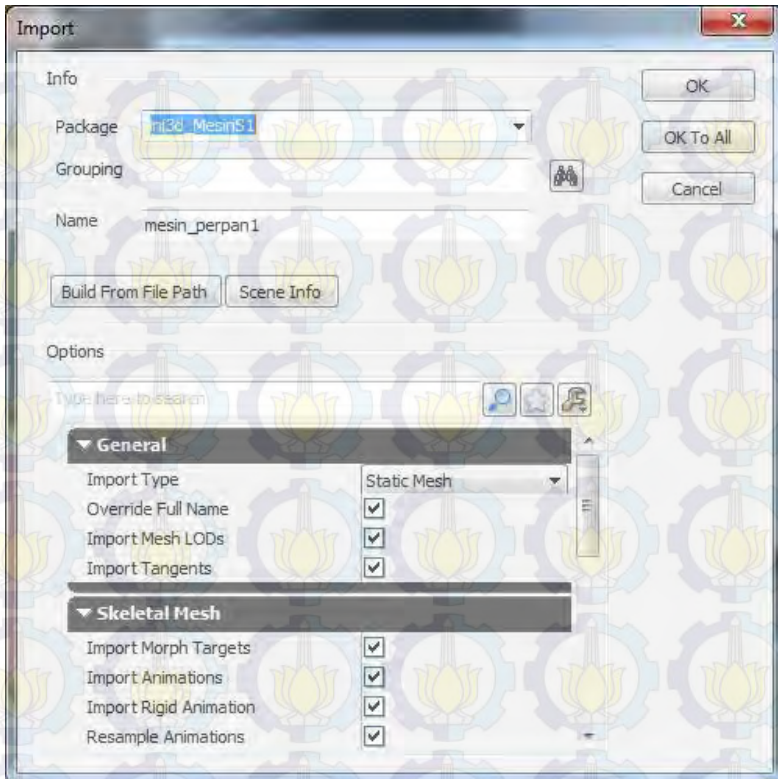 Import
Info
OK
Package
OK To All
Grouping
Cancel
Name mesin_perpan1
Build From File Path Scene Info
Options
Type here to search
General
Import Type Static Mesh
Override Full Name
Import Mesh LODs
Import Tangents
Skeletal Mesh
Import Morph Targets
Import Animations
Import Rigid Animation
Resample Animations